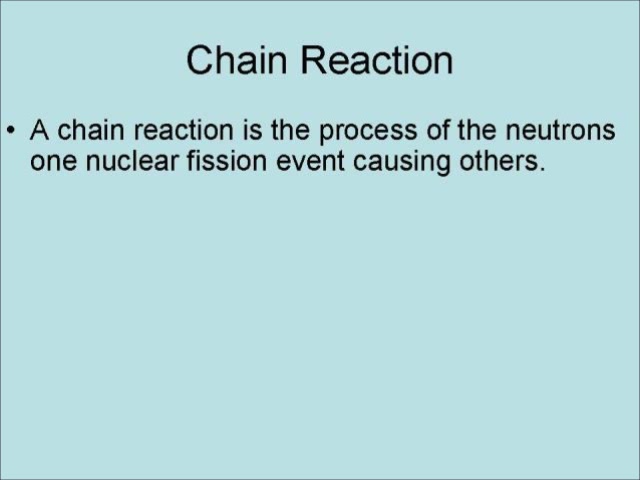 Chain Reaction
• A chain reaction is the process of the neutrons
one nuclear fission event causing others.